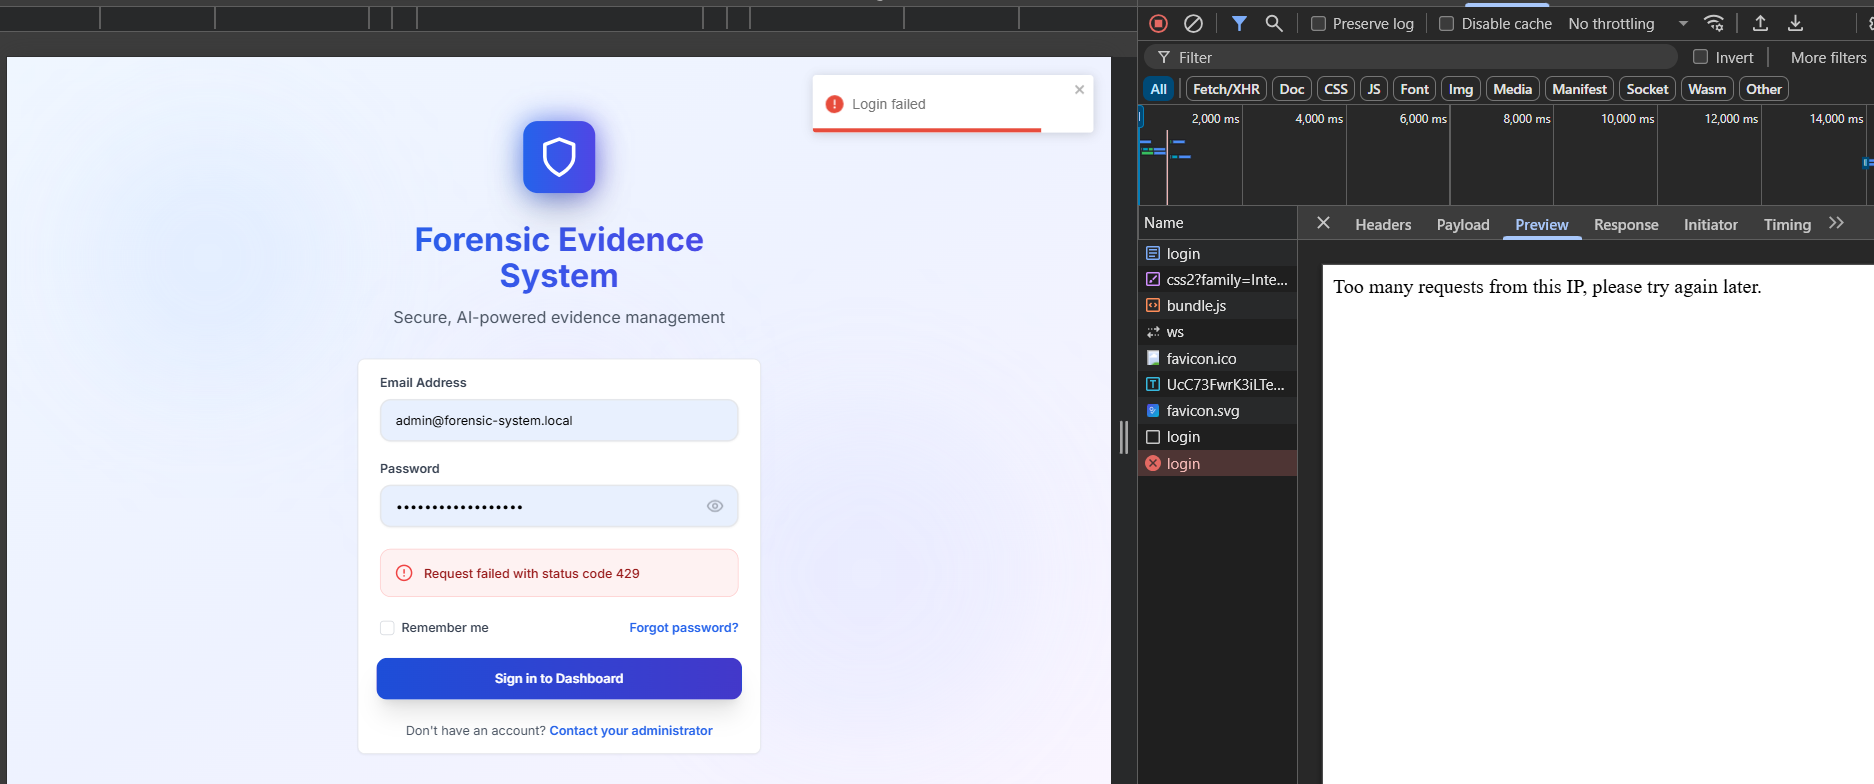 Login failed
Forensic Evidence
System
Secure, AI-powered evidence management
Email Address
admin@forensic-system.local
Password
••••••••••••••••••
Request failed with status code 429
Remember me
Forgot password?
Sign in to Dashboard
Don't have an account? Contact your administrator
Preserve log
Disable cache
No throttling
Filter
Invert
More filters
All
Fetch/XHR
Doc
CSS
JS
Font
Img
Media
Manifest
Socket
Wasm
Other
2,000 ms
4,000 ms
6,000 ms
8,000 ms
10,000 ms
12,000 ms
14,000 ms
Name
login
css2?family=Inte...
bundle.js
ws
favicon.ico
UcC73FwrK3iLTe...
favicon.svg
login
login
Headers
Payload
Preview
Response
Initiator
Timing
Too many requests from this IP, please try again later.